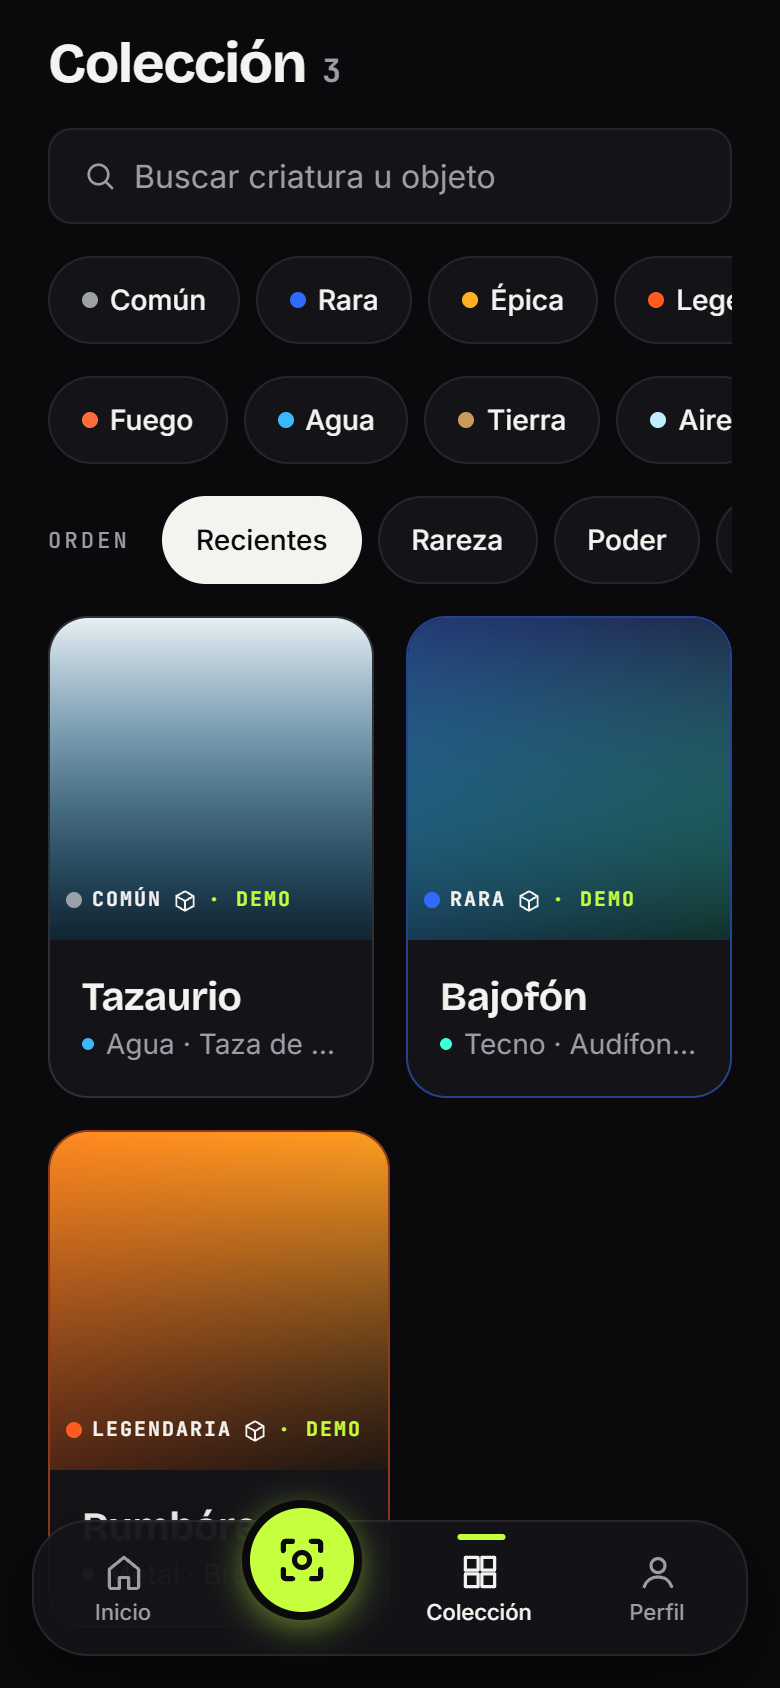 Colección 3
Buscar criatura u objeto
Común Rara Épica Lege
Fuego Agua Tierra Aire
ORDEN Recientes Rareza Poder
COMÚN · DEMO
RARA · DEMO
Tazaurio
Agua · Taza de ...
Bajofón
Tecno · Audífon...
LEGENDARIA · DEMO
Inicio
Colección
Perfil